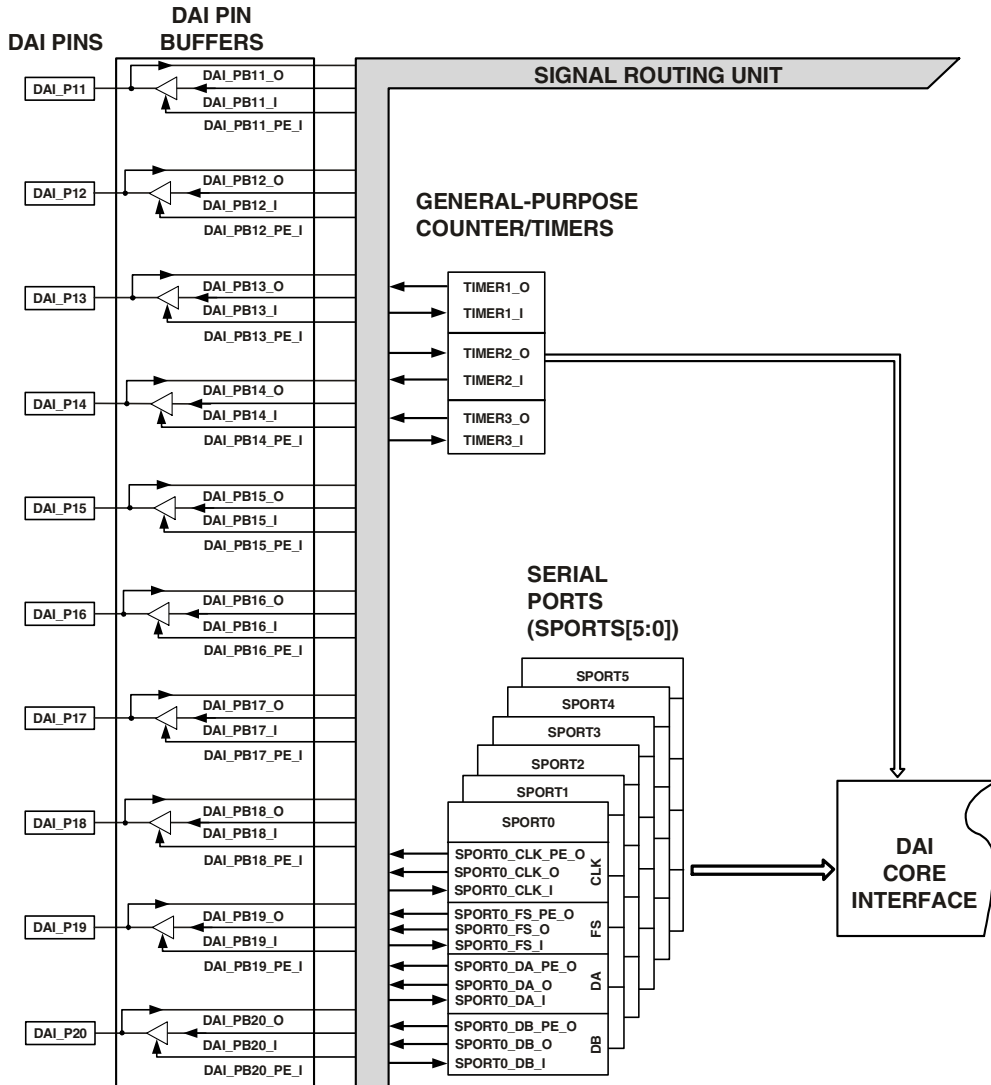 DAI PINS
DAI PIN
BUFFERS
SIGNAL ROUTING UNIT
DAI_P11
DAI_PB11_O
DAI_PB11_I
DAI_PB11_PE_I
DAI_P12
DAI_PB12_O
DAI_PB12_I
DAI_PB12_PE_I
DAI_P13
DAI_PB13_O
DAI_PB13_I
DAI_PB13_PE_I
DAI_P14
DAI_PB14_O
DAI_PB14_I
DAI_PB14_PE_I
DAI_P15
DAI_PB15_O
DAI_PB15_I
DAI_PB15_PE_I
DAI_P16
DAI_PB16_O
DAI_PB16_I
DAI_PB16_PE_I
DAI_P17
DAI_PB17_O
DAI_PB17_I
DAI_PB17_PE_I
DAI_P18
DAI_PB18_O
DAI_PB18_I
DAI_PB18_PE_I
DAI_P19
DAI_PB19_O
DAI_PB19_I
DAI_PB19_PE_I
DAI_P20
DAI_PB20_O
DAI_PB20_I
DAI_PB20_PE_I
GENERAL-PURPOSE
COUNTER/TIMERS
TIMER1_O
TIMER1_I
TIMER2_O
TIMER2_I
TIMER3_O
TIMER3_I
SERIAL
PORTS
(SPORTS[5:0])
SPORT5
SPORT4
SPORT3
SPORT2
SPORT1
SPORT0
SPORT0_CLK_PE_O
SPORT0_CLK_O
SPORT0_CLK_I
CLK
SPORT0_FS_PE_O
SPORT0_FS_O
SPORT0_FS_I
FS
SPORT0_DA_PE_O
SPORT0_DA_O
SPORT0_DA_I
DA
SPORT0_DB_PE_O
SPORT0_DB_O
SPORT0_DB_I
DB
DAI
CORE
INTERFACE